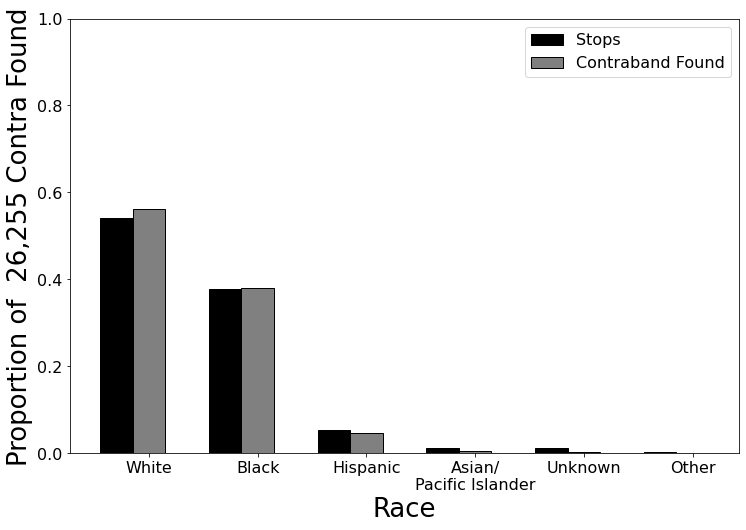 Proportion of  26,255 Contra Found
1.0
0.8
0.6
0.4
0.2
0.0
Stops
Contraband Found
White
Black
Hispanic
Asian/
Pacific Islander
Unknown
Other
Race